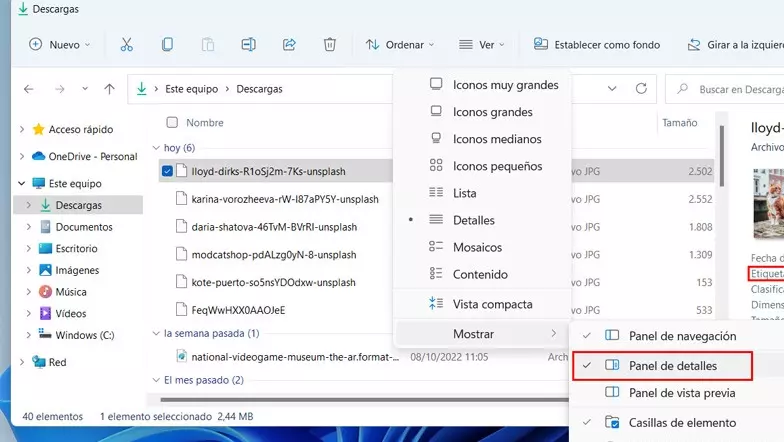 Descargas
Nuevo
Ordenar
Ver
Establecer como fondo
Girar a la izquierda
Este equipo > Descargas
Buscar en Descarg
Acceso rápido
OneDrive - Personal
Este equipo
Descargas
Documentos
Escritorio
Imágenes
Música
Vídeos
Windows (C:)
Red
Nombre
Tamaño
hoy (6)
lloyd-dirks-R1oSj2m-7Ks-unsplash
vo JPG
2.502
karina-vorozheeva-rW-I87aPY5Y-unsplash
vo JPG
2.198
daria-shatova-46TvM-BVrRI-unsplash
vo JPG
1.808
modcatshop-pdALzg0yN-8-unsplash
vo JPG
1.309
kote-puerto-so5nsYDOdxw-unsplash
vo JPG
153
FeqWwHXX0AAOJeE
vo JPG
533
la semana pasada (1)
national-videogame-museum-the-ar.format-...
08/10/2022 11:05
Arch
El mes pasado (2)
Iconos muy grandes
Iconos grandes
Iconos medianos
Iconos pequeños
Lista
Detalles
Mosaicos
Contenido
Vista compacta
Mostrar
Panel de navegación
Panel de detalles
Panel de vista previa
Casillas de elemento
lloyd-
Archivo
Fecha d
Etiqueta
Clasifica
40 elementos
1 elemento seleccionado 2,44 MB